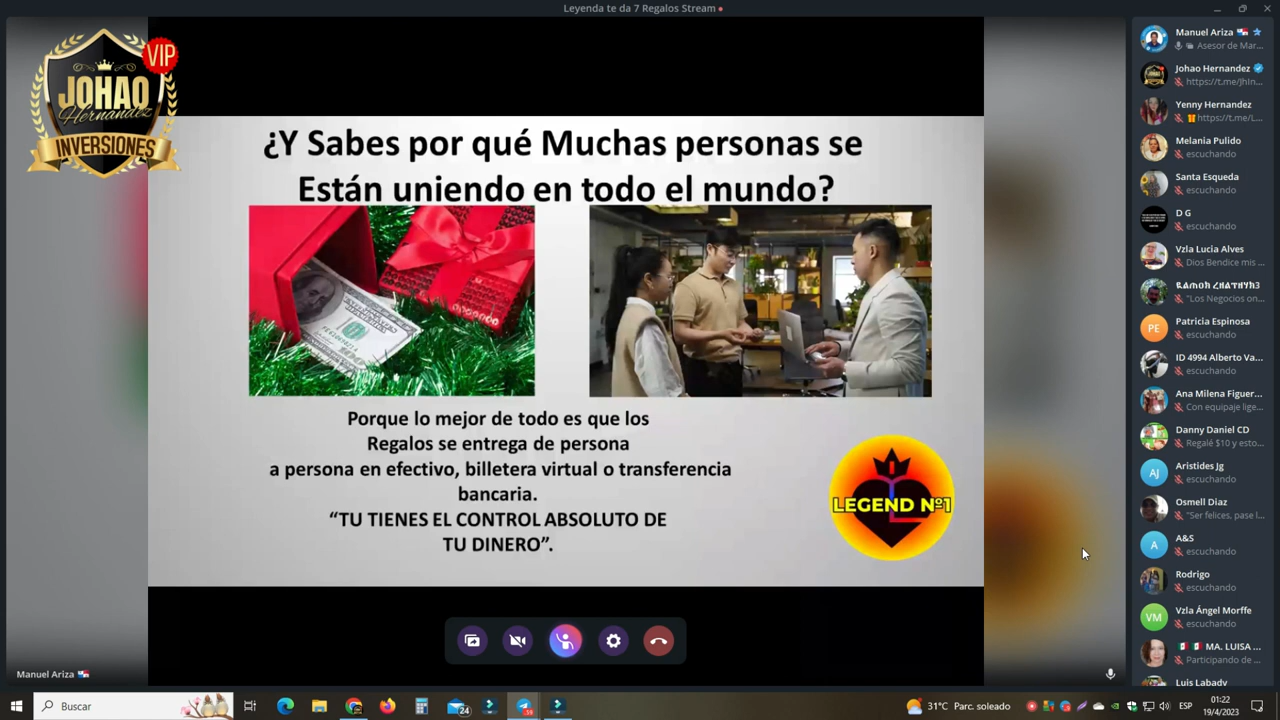 Leyenda te da 7 Regalos Stream
VIP
JOHAO
Hernandez
INVERSIONES
¿Y Sabes por qué Muchas personas se
Están uniendo en todo el mundo?
Porque lo mejor de todo es que los
Regalos se entrega de persona
a persona en efectivo, billetera virtual o transferencia
bancaria.
“TU TIENES EL CONTROL ABSOLUTO DE
TU DINERO”.
LEGEND Nº1
Manuel Ariza
Manuel Ariza
Asesor de Mar...
Johao Hernandez
https://t.me/Jhln...
Yenny Hernandez
https://t.me/L...
Melania Pulido
escuchando
Santa Esqueda
escuchando
D G
escuchando
Vzla Lucia Alves
Dios Bendice mis ...
"Los Negocios on...
PE
Patricia Espinosa
escuchando
ID 4994 Alberto Va...
escuchando
Ana Milena Figuer...
Con equipaje lige...
Danny Daniel CD
Regalé $10 y esto...
AJ
Aristides Jg
escuchando
Osmell Diaz
"Ser felices, pase l...
A
A&S
escuchando
Rodrigo
escuchando
VM
Vzla Ángel Morffe
escuchando
MA. LUISA ...
Participando de ...
Luis Labady
Buscar
24
31°C Parc. soleado
ESP
01:22
19/4/2023